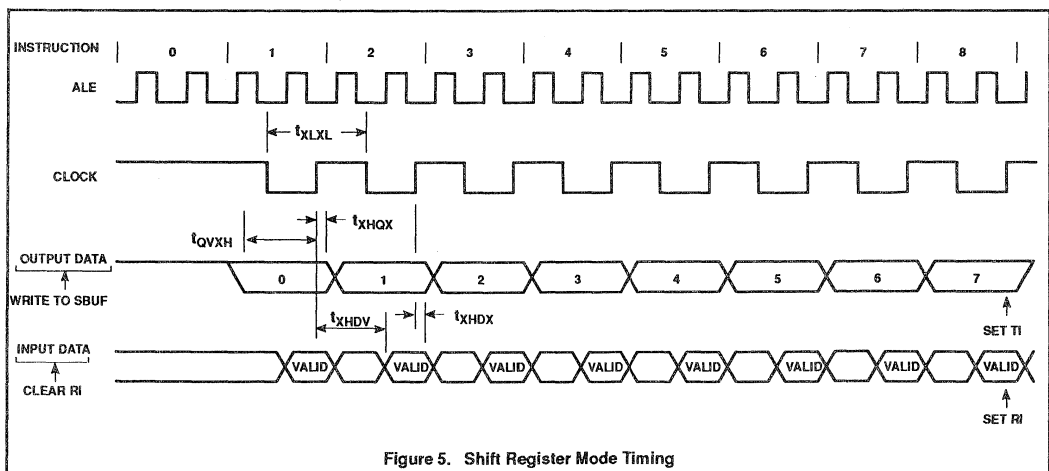 INSTRUCTION | 0 | 1 | 2 | 3 | 4 | 5 | 6 | 7 | 8 |
ALE
tXLXL
CLOCK
tXHQX
tQVXH
OUTPUT DATA 0 1 2 3 4 5 6 7
WRITE TO SBUF
tXHDV tXHDX
SET TI
INPUT DATA VALID VALID VALID VALID VALID VALID VALID VALID
CLEAR RI
SET RI
Figure 5. Shift Register Mode Timing